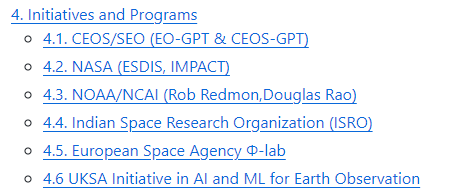 4. Initiatives and Programs
4.1. CEOS/SEO (EO-GPT & CEOS-GPT)
4.2. NASA (ESDIS, IMPACT)
4.3. NOAA/NCAI (Rob Redmon,Douglas Rao)
4.4. Indian Space Research Organization (ISRO)
4.5. European Space Agency Φ-lab
4.6 UKSA Initiative in AI and ML for Earth Observation